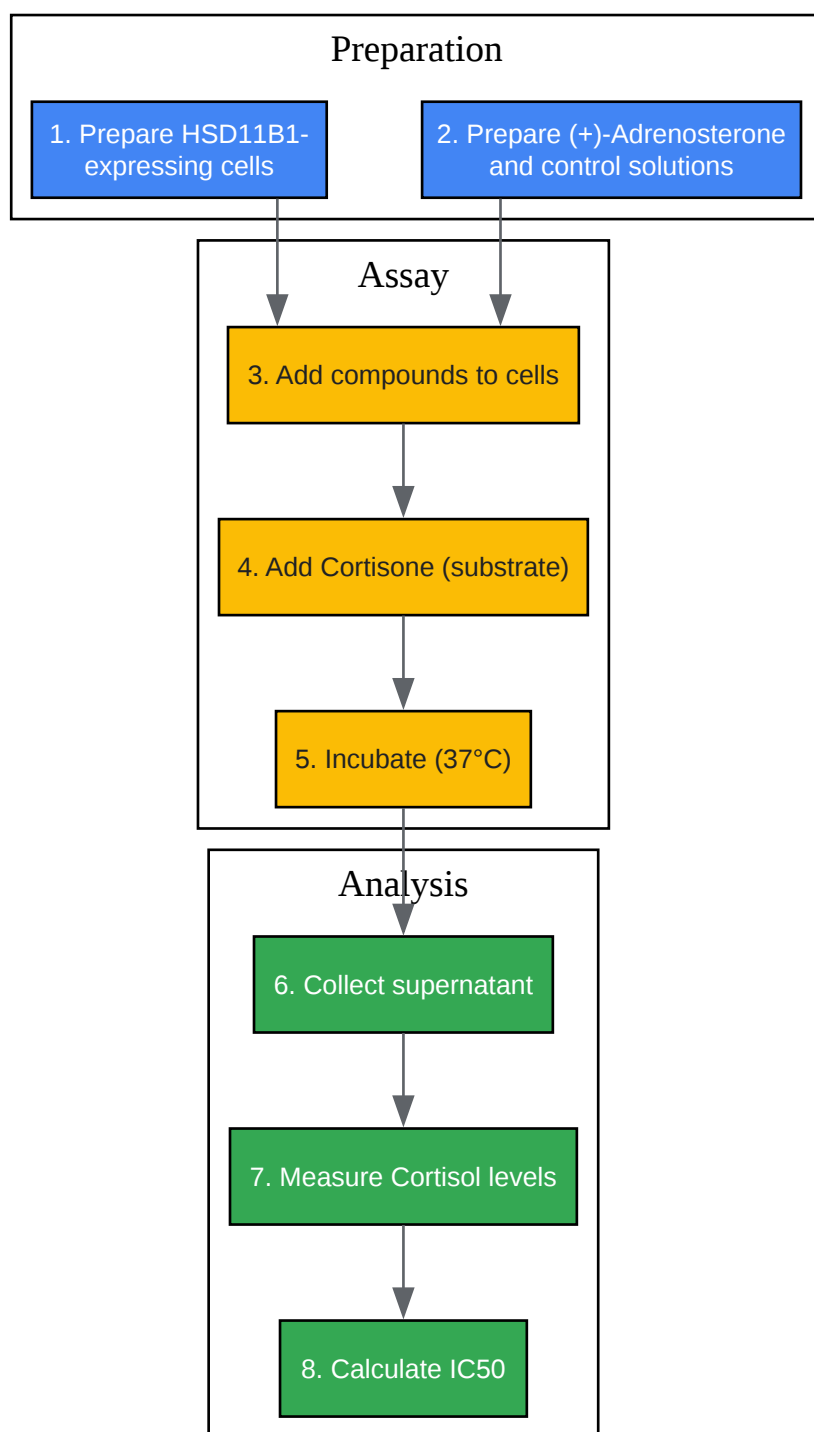 Preparation
1. Prepare HSD11B1-
expressing cells
2. Prepare (+)-Adrenosterone
and control solutions
Assay
3. Add compounds to cells
4. Add Cortisone (substrate)
5. Incubate (37°C)
Analysis
6. Collect supernatant
7. Measure Cortisol levels
8. Calculate IC50